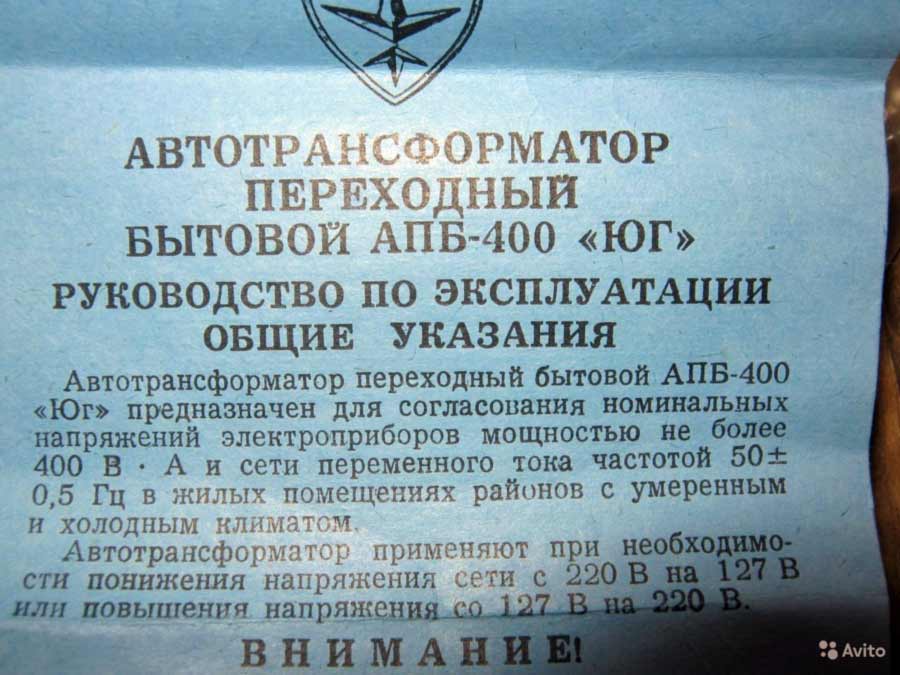 АВТОТРАНСФОРМАТОР
ПЕРЕХОДНЫЙ
БЫТОВОЙ АПБ-400 «ЮГ»
РУКОВОДСТВО ПО ЭКСПЛУАТАЦИИ
ОБЩИЕ УКАЗАНИЯ
Автотрансформатор переходный бытовой АПБ-400
«Юг» предназначен для согласования номинальных
напряжений электроприборов мощностью не более
400 В · А и сети переменного тока частотой 50±
0,5 Гц в жилых помещениях районов с умеренным
и холодным климатом.
Автотрансформатор применяют при необходимо-
сти понижения напряжения сети с 220 В на 127 В
или повышения напряжения со 127 В на 220 В.
ВНИМАНИЕ!
Avito